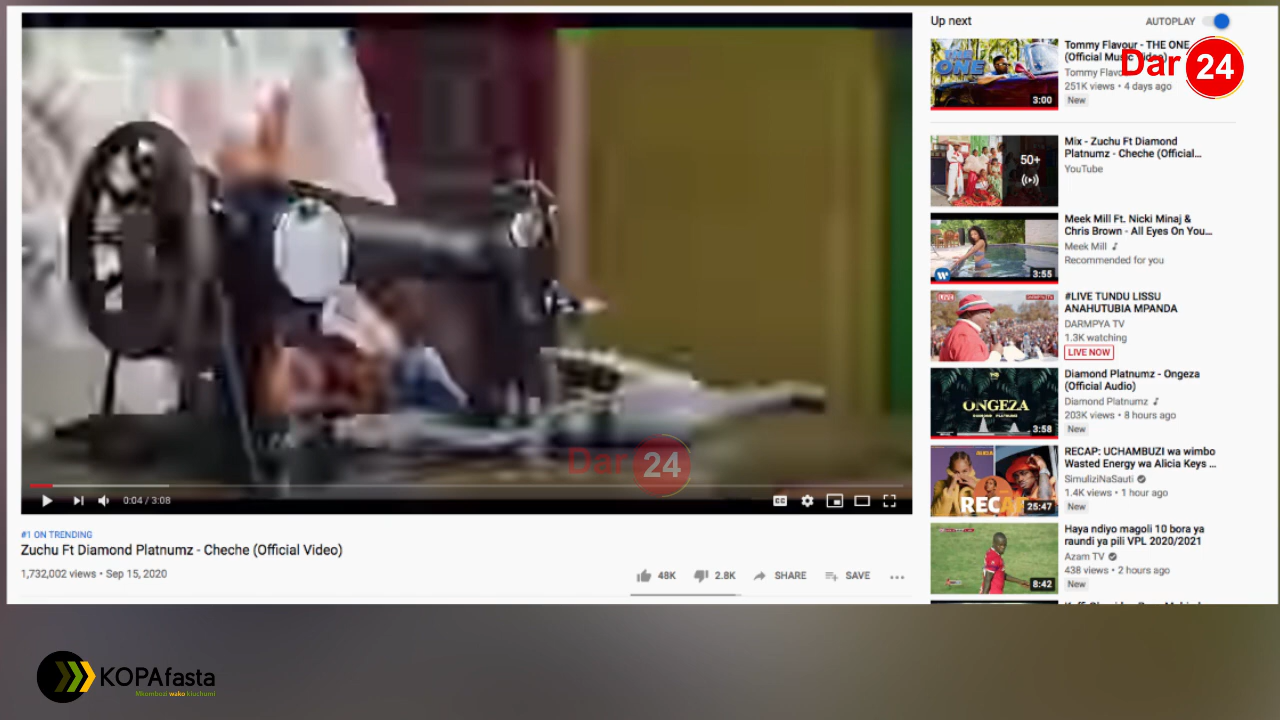 Up next
AUTOPLAY
THE
ONE
3:00
Tommy Flavour - THE ONE
(Official Music Video)
Tommy Flavo
251K views • 4 days ago
New
Dar 24
50+
Mix - Zuchu Ft Diamond
Platnumz - Cheche (Official...
YouTube
3:55
Meek Mill Ft. Nicki Minaj &
Chris Brown - All Eyes On You...
Meek Mill
Recommended for you
LIVE
#LIVE TUNDU LISSU
ANAHUTUBIA MPANDA
DARMPYA TV
1.3K watching
LIVE NOW
ONGEZA
3:58
Diamond Platnumz - Ongeza
(Official Audio)
Diamond Platnumz
203K views • 8 hours ago
New
REC
25:47
RECAP: UCHAMBUZI wa wimbo
Wasted Energy wa Alicia Keys ...
SimuliziNaSauti
1.4K views • 1 hour ago
New
8:42
Haya ndiyo magoli 10 bora ya
raundi ya pili VPL 2020/2021
Azam TV
438 views • 2 hours ago
New
Dar 24
0:04 / 3:08
CC
#1 ON TRENDING
Zuchu Ft Diamond Platnumz - Cheche (Official Video)
1,732,002 views • Sep 15, 2020
48K 2.8K SHARE SAVE
KOPAfasta
Mkombozi wako kiuchumi